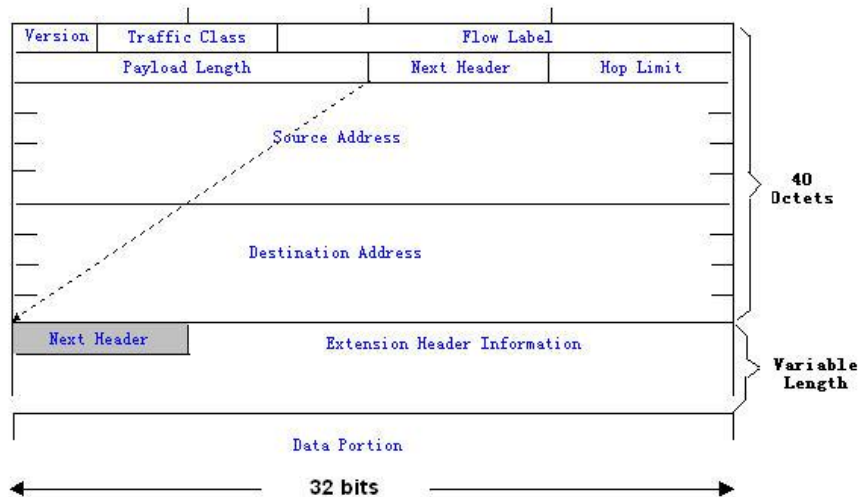 Version Traffic Class Flow Label
Payload Length Next Header Hop Limit
Source Address
40
Octets
Destination Address
Next Header Extension Header Information
Variable
Length
Data Portion
32 bits